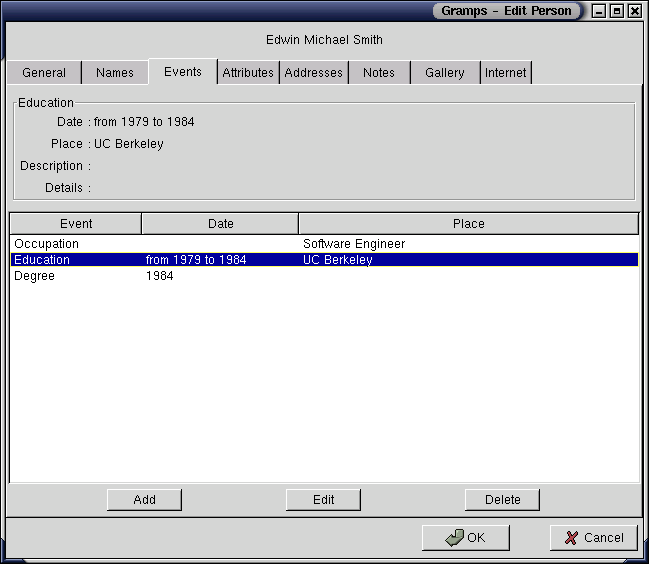 Gramps - Edit Person
Edwin Michael Smith
General Names Events Attributes Addresses Notes Gallery Internet
Education
Date : from 1979 to 1984
Place : UC Berkeley
Description :
Details :
Event Date Place
Occupation Software Engineer
Education from 1979 to 1984 UC Berkeley
Degree 1984
Add Edit Delete
OK Cancel